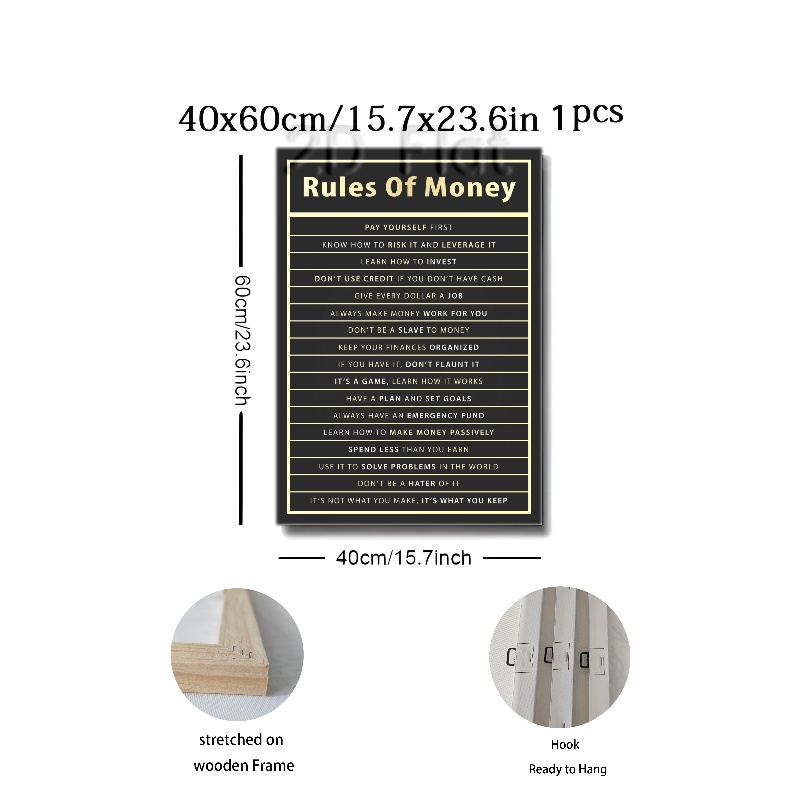 40x60cm/15.7x23.6in 1pcs
2D Flat
Rules Of Money
PAY YOURSELF FIRST
KNOW HOW TO RISK IT AND LEVERAGE IT
LEARN HOW TO INVEST
DON'T USE CREDIT IF YOU DON'T HAVE CASH
GIVE EVERY DOLLAR A JOB
ALWAYS MAKE MONEY WORK FOR YOU
DON'T BE A SLAVE TO MONEY
KEEP YOUR FINANCES ORGANIZED
IF YOU HAVE IT, DON'T FLAUNT IT
IT'S A GAME, LEARN HOW IT WORKS
HAVE A PLAN AND SET GOALS
ALWAYS HAVE AN EMERGENCY FUND
LEARN HOW TO MAKE MONEY PASSIVELY
SPEND LESS THAN YOU EARN
USE IT TO SOLVE PROBLEMS IN THE WORLD
DON'T BE A HATER OF IT
IT'S NOT WHAT YOU MAKE, IT'S WHAT YOU KEEP
60cm/23.6inch
40cm/15.7inch
stretched on
wooden Frame
Hook
Ready to Hang